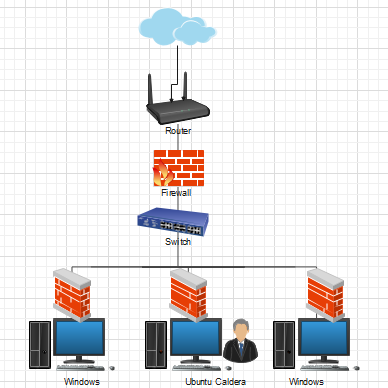 Router
Firewall
Switch
Windows
Ubuntu Caldera
Windows